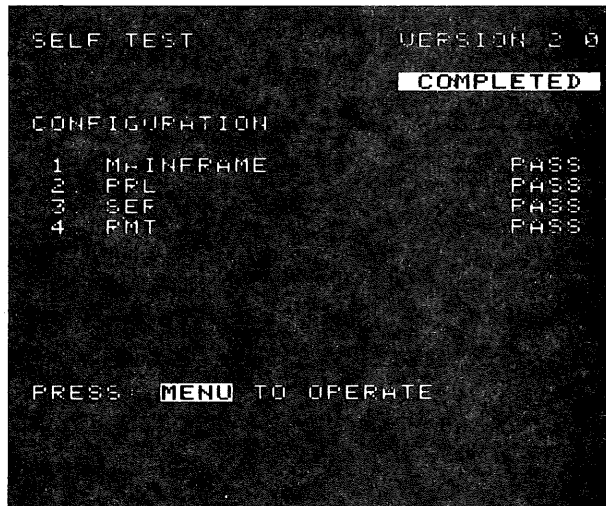 SELF TEST VERSION 2.0
COMPLETED
CONFIGURATION
1. MAINFRAME PASS
2. PRL PASS
3. SER PASS
4. RMT PASS
PRESS: MENU TO OPERATE